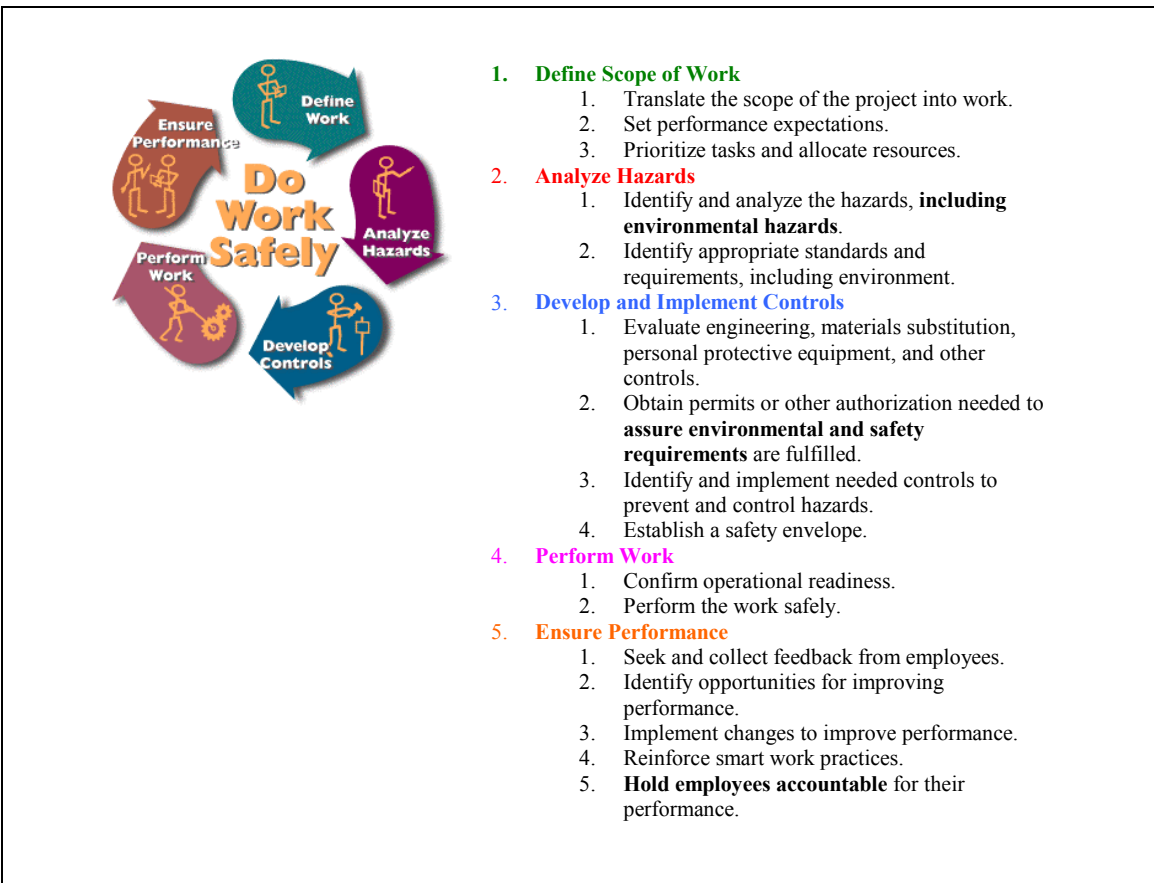 Define
Work
Ensure
Performance
Do
Work
Safely
Analyze
Hazards
Perform
Work
Develop
Controls
1. Define Scope of Work
1. Translate the scope of the project into work.
2. Set performance expectations.
3. Prioritize tasks and allocate resources.
2. Analyze Hazards
1. Identify and analyze the hazards, including
environmental hazards.
2. Identify appropriate standards and
requirements, including environment.
3. Develop and Implement Controls
1. Evaluate engineering, materials substitution,
personal protective equipment, and other
controls.
2. Obtain permits or other authorization needed to
assure environmental and safety
requirements are fulfilled.
3. Identify and implement needed controls to
prevent and control hazards.
4. Establish a safety envelope.
4. Perform Work
1. Confirm operational readiness.
2. Perform the work safely.
5. Ensure Performance
1. Seek and collect feedback from employees.
2. Identify opportunities for improving
performance.
3. Implement changes to improve performance.
4. Reinforce smart work practices.
5. Hold employees accountable for their
performance.